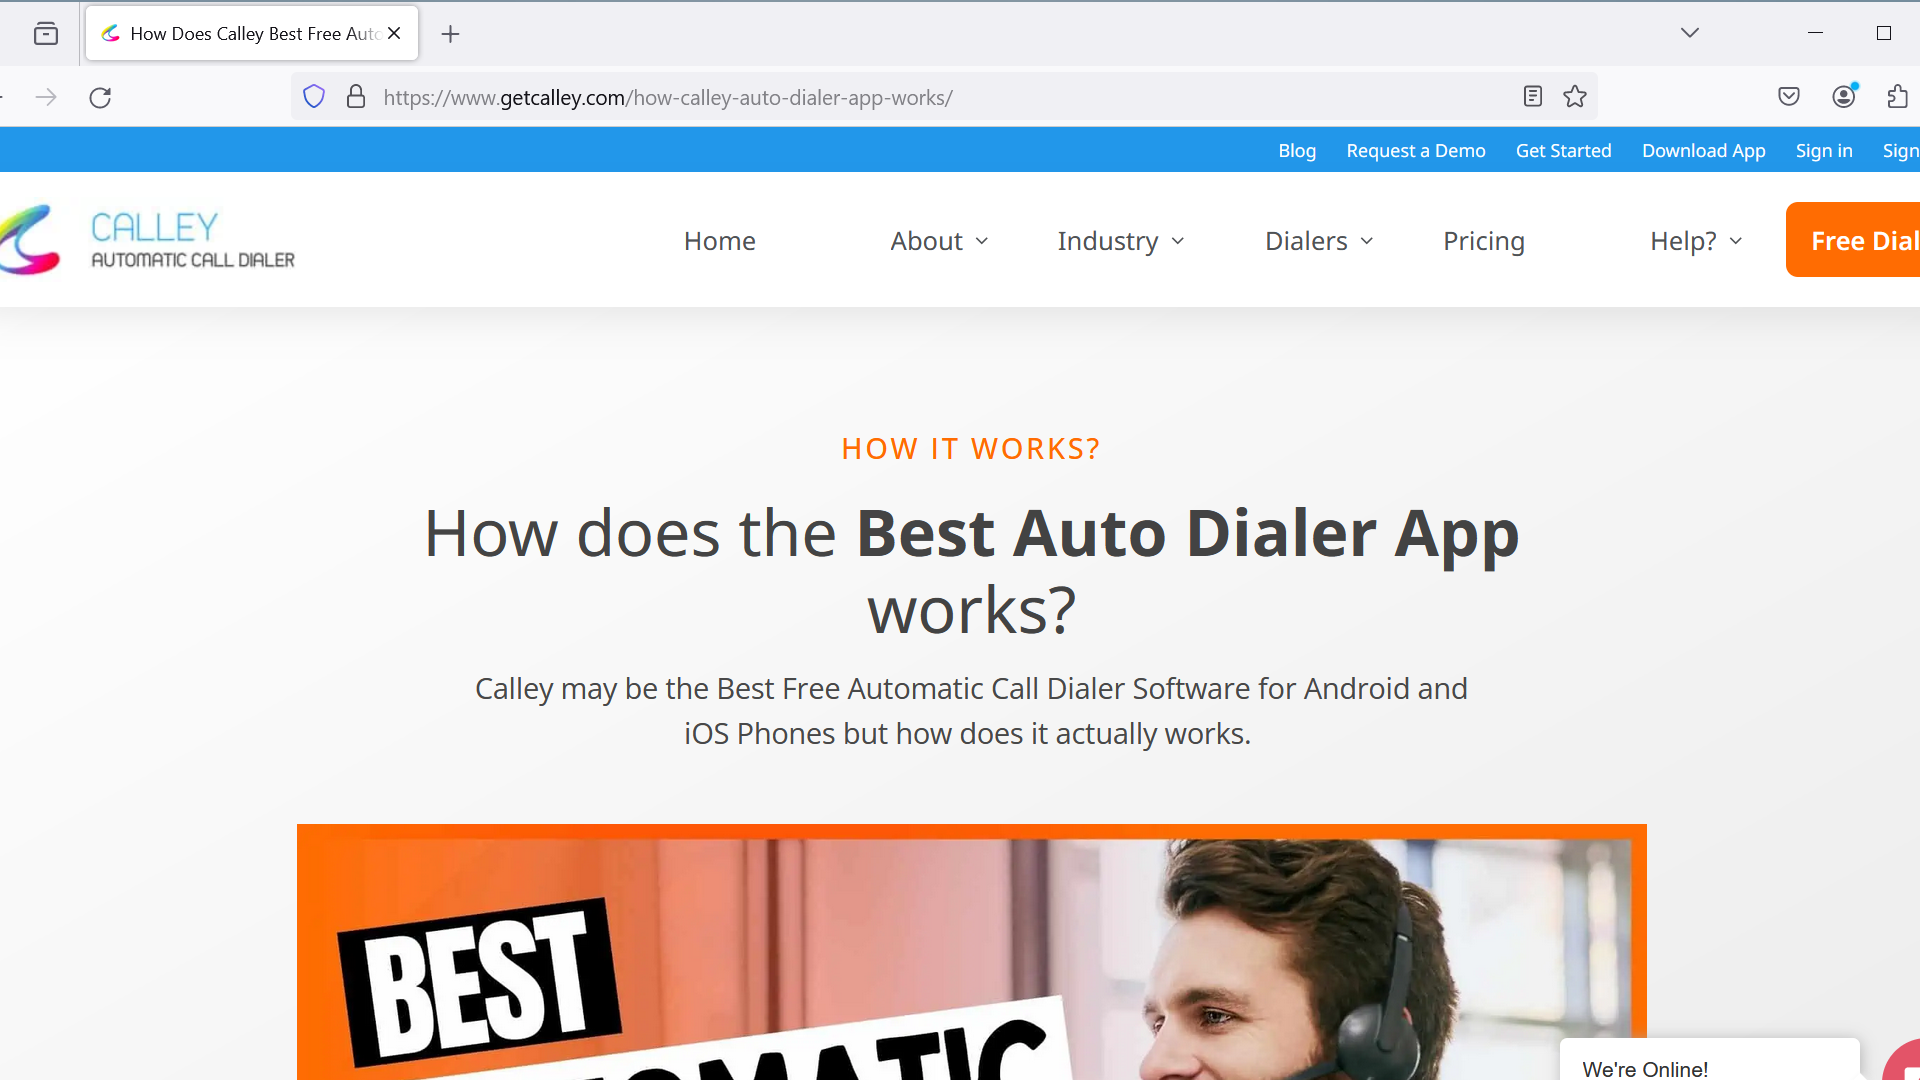 How Does Calley Best Free Auto
https://www.getcalley.com/how-calley-auto-dialer-app-works/
Blog Request a Demo Get Started Download App Sign in Sign
CALLEY
AUTOMATIC CALL DIALER
Home About Industry Dialers Pricing Help? Free Dial
HOW IT WORKS?
How does the Best Auto Dialer App
works?
Calley may be the Best Free Automatic Call Dialer Software for Android and
iOS Phones but how does it actually works.
BEST
We're Online!